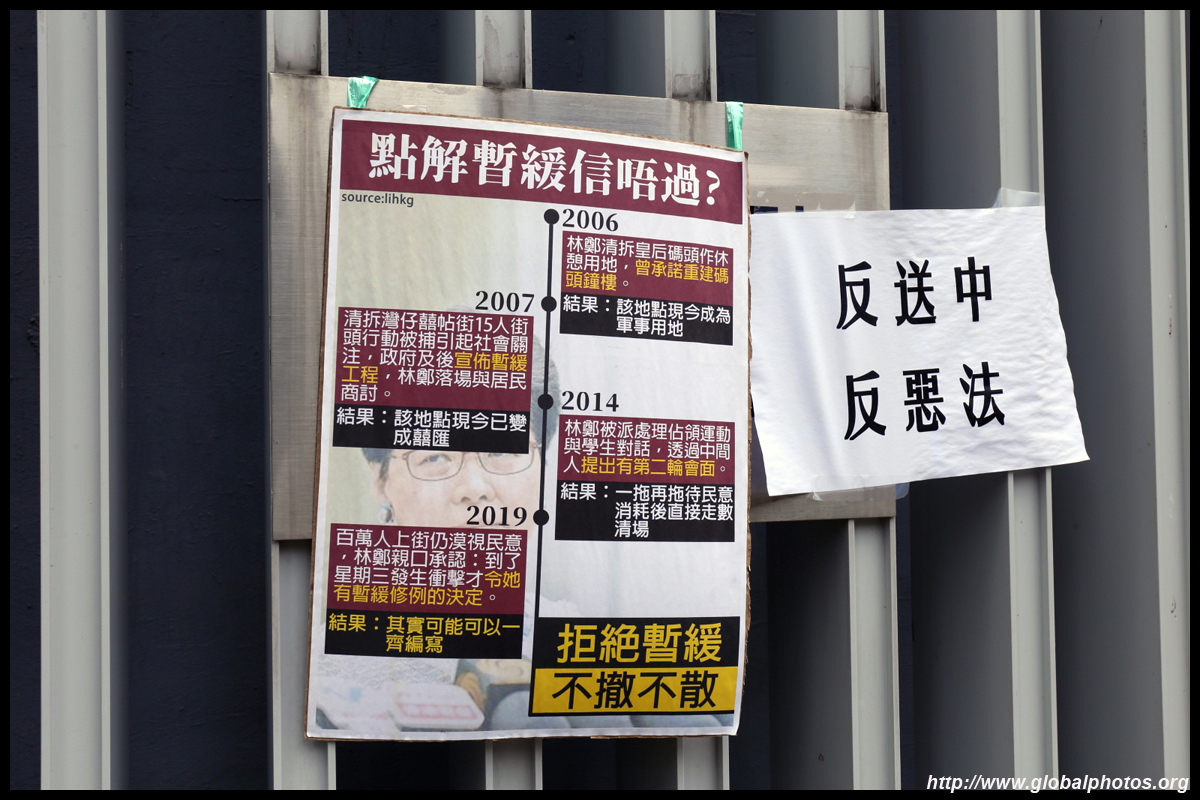 點解暫緩信唔過?
source:lihkg
2006
林鄭清拆皇后碼頭作休
憩用地，曾承諾重建碼
頭鐘樓。
結果：該地點現今成為
軍事用地
2007
清拆灣仔囍帖街15人街
頭行動被捕引起社會關
注，政府及後宣佈暫緩
工程，林鄭落場與居民
商討。
結果：該地點現今已變
成囍匯
2014
林鄭被派處理佔領運動
與學生對話，透過中間
人提出有第二輪會面。
結果：一拖再拖待民意
消耗後直接走數
清場
2019
百萬人上街仍漠視民意
，林鄭親口承認：到了
星期三發生衝擊才令她
有暫緩修例的決定。
結果：其實可能可以一
齊編寫
拒絶暫緩
不撤不散
反送中
反惡法
http://www.globalphotos.org